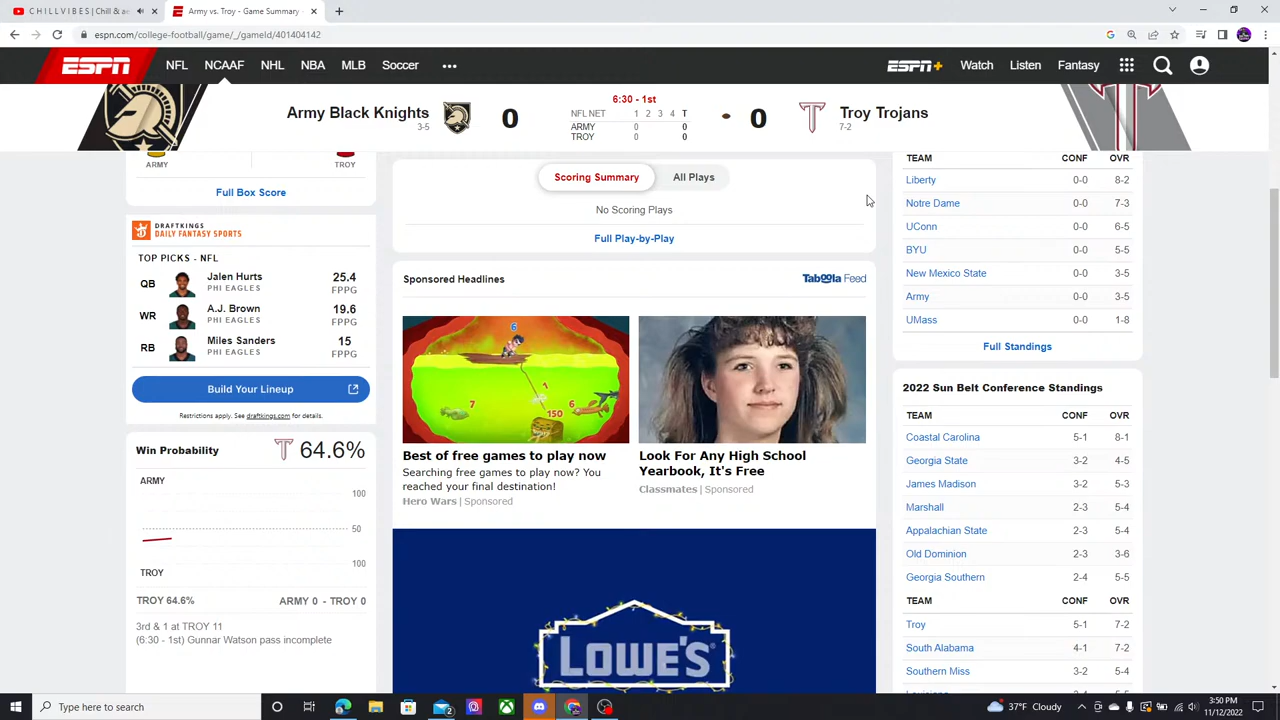 C H I L L V I B E S | Chill & ae
Army vs. Troy - Game Summary -
espn.com/college-football/game/_/gameId/401404142
ESPN
NFL
NCAAF
NHL
NBA
MLB
Soccer
ESPN+
Watch
Listen
Fantasy
Army Black Knights
3-5
0
6:30 - 1st
NFL NET 1 2 3 4 T
ARMY 0 0
TROY 0 0
0
Troy Trojans
7-2
ARMY
TROY
Full Box Score
DRAFTKINGS
DAILY FANTASY SPORTS
TOP PICKS - NFL
QB Jalen Hurts 25.4
PHI EAGLES FPPG
WR A.J. Brown 19.6
PHI EAGLES FPPG
RB Miles Sanders 15
PHI EAGLES FPPG
Build Your Lineup
Restrictions apply. See draftkings.com for details.
Win Probability
64.6%
ARMY
100
50
100
TROY
TROY 64.6% ARMY 0 - TROY 0
3rd & 1 at TROY 11
(6:30 - 1st) Gunnar Watson pass incomplete
Scoring Summary
All Plays
No Scoring Plays
Full Play-by-Play
Sponsored Headlines
Taboola Feed
6
7
1
6
150
Best of free games to play now
Searching free games to play now? You
reached your final destination!
Hero Wars | Sponsored
Look For Any High School
Yearbook, It's Free
Classmates | Sponsored
LOWE'S
TEAM CONF OVR
Liberty 0-0 8-2
Notre Dame 0-0 7-3
UConn 0-0 6-5
BYU 0-0 5-5
New Mexico State 0-0 3-5
Army 0-0 3-5
UMass 0-0 1-8
Full Standings
2022 Sun Belt Conference Standings
TEAM CONF OVR
Coastal Carolina 5-1 8-1
Georgia State 3-2 4-5
James Madison 3-2 5-3
Marshall 2-3 5-4
Appalachian State 2-3 5-4
Old Dominion 2-3 3-6
Georgia Southern 2-4 5-5
TEAM CONF OVR
Troy 5-1 7-2
South Alabama 4-1 7-2
Southern Miss 3-2 5-4
Type here to search
2
37°F Cloudy
3:50 PM
11/12/2022